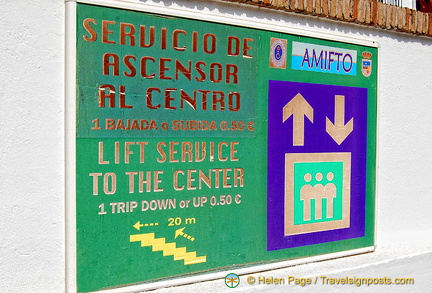 SERVICIO DE
ASCENSOR
AL CENTRO
1 BAJADA o SUBIDA 0.50 €
LIFT SERVICE
TO THE CENTER
1 TRIP DOWN or UP 0.50 €
20 m
AMIFTO
© Helen Page / Travelsignposts.com